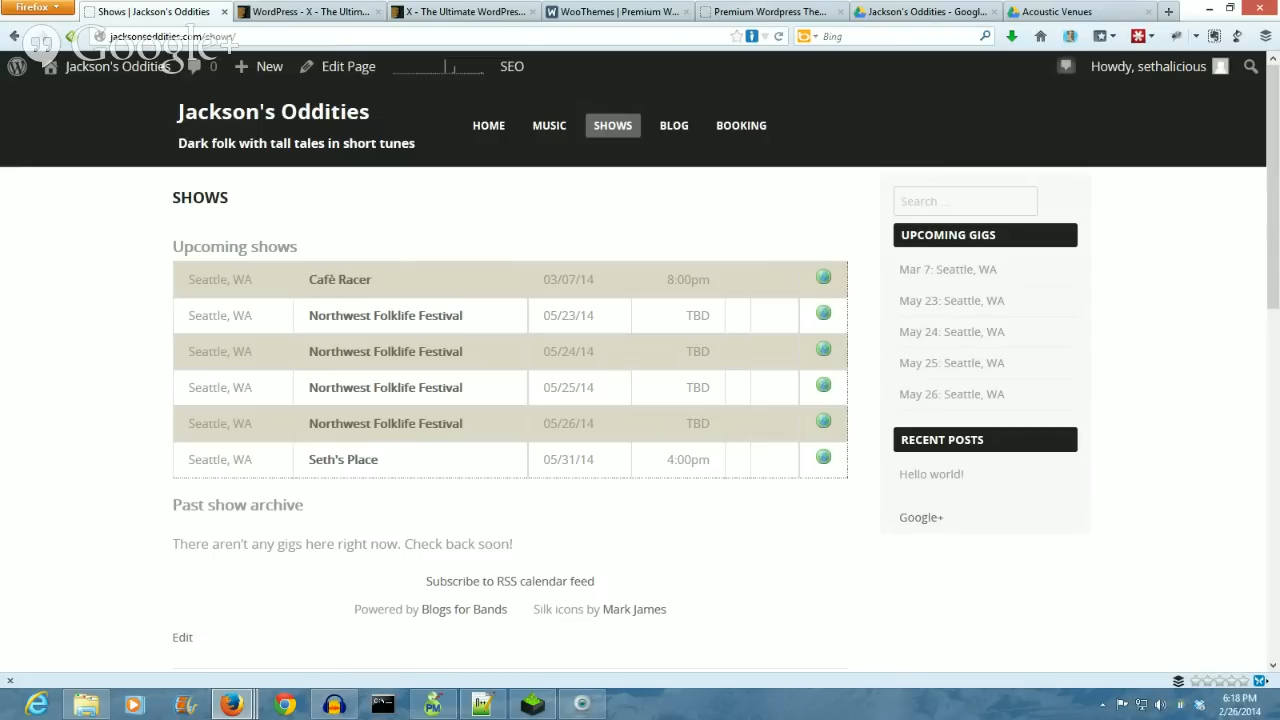 Firefox
Shows | Jackson's Oddities
WordPress - X - The Ultimate...
X - The Ultimate WordPres...
WooThemes | Premium W...
Premium Wordpress The...
Jackson's Oddities - Googl...
Acoustic Venues
jacksonsoddities.com/shows/
Bing
Google+
Jackson's Oddities
0
New
Edit Page
SEO
Howdy, sethalicious
Jackson's Oddities
Dark folk with tall tales in short tunes
HOME MUSIC SHOWS BLOG BOOKING
SHOWS
Upcoming shows
Seattle, WA Cafè Racer 03/07/14 8:00pm
Seattle, WA Northwest Folklife Festival 05/23/14 TBD
Seattle, WA Northwest Folklife Festival 05/24/14 TBD
Seattle, WA Northwest Folklife Festival 05/25/14 TBD
Seattle, WA Northwest Folklife Festival 05/26/14 TBD
Seattle, WA Seth's Place 05/31/14 4:00pm
Past show archive
There aren't any gigs here right now. Check back soon!
Subscribe to RSS calendar feed
Powered by Blogs for Bands Silk icons by Mark James
Edit
Search ...
UPCOMING GIGS
Mar 7: Seattle, WA
May 23: Seattle, WA
May 24: Seattle, WA
May 25: Seattle, WA
May 26: Seattle, WA
RECENT POSTS
Hello world!
Google+
6:18 PM
2/26/2014